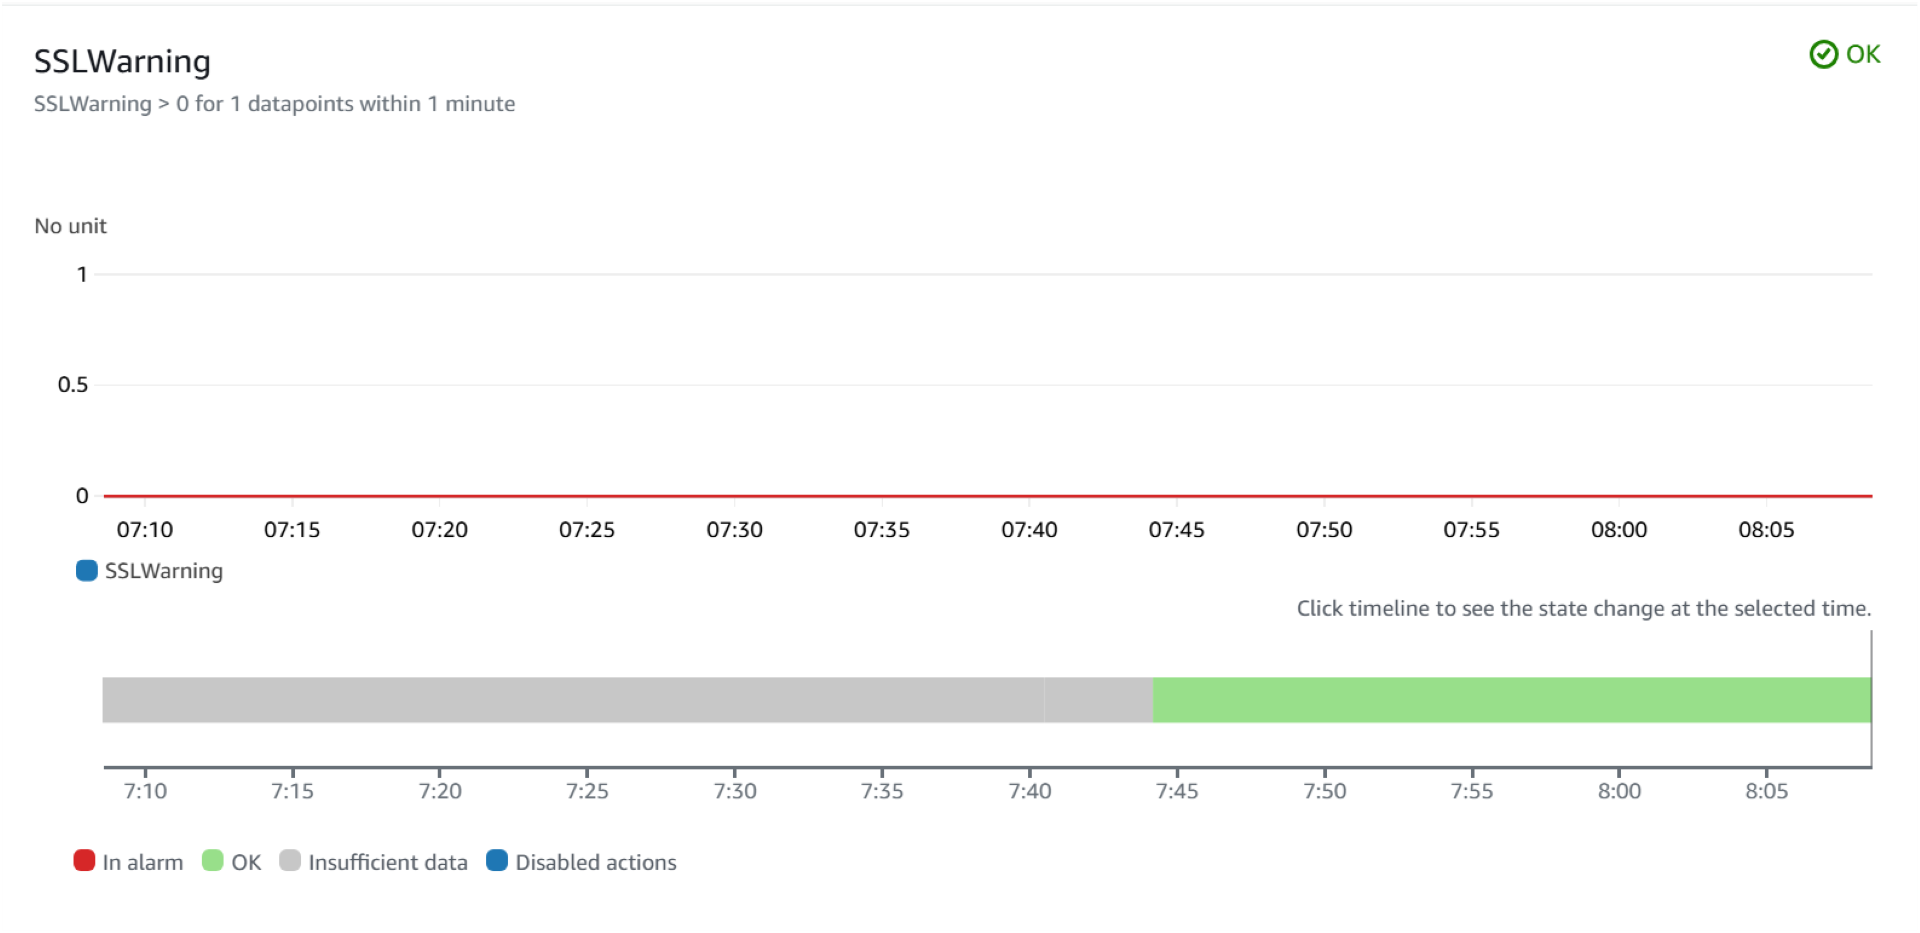 SSLWarning
OK
SSLWarning > 0 for 1 datapoints within 1 minute
No unit
1
0.5
0
07:10 07:15 07:20 07:25 07:30 07:35 07:40 07:45 07:50 07:55 08:00 08:05
SSLWarning
Click timeline to see the state change at the selected time.
7:10 7:15 7:20 7:25 7:30 7:35 7:40 7:45 7:50 7:55 8:00 8:05
In alarm OK Insufficient data Disabled actions